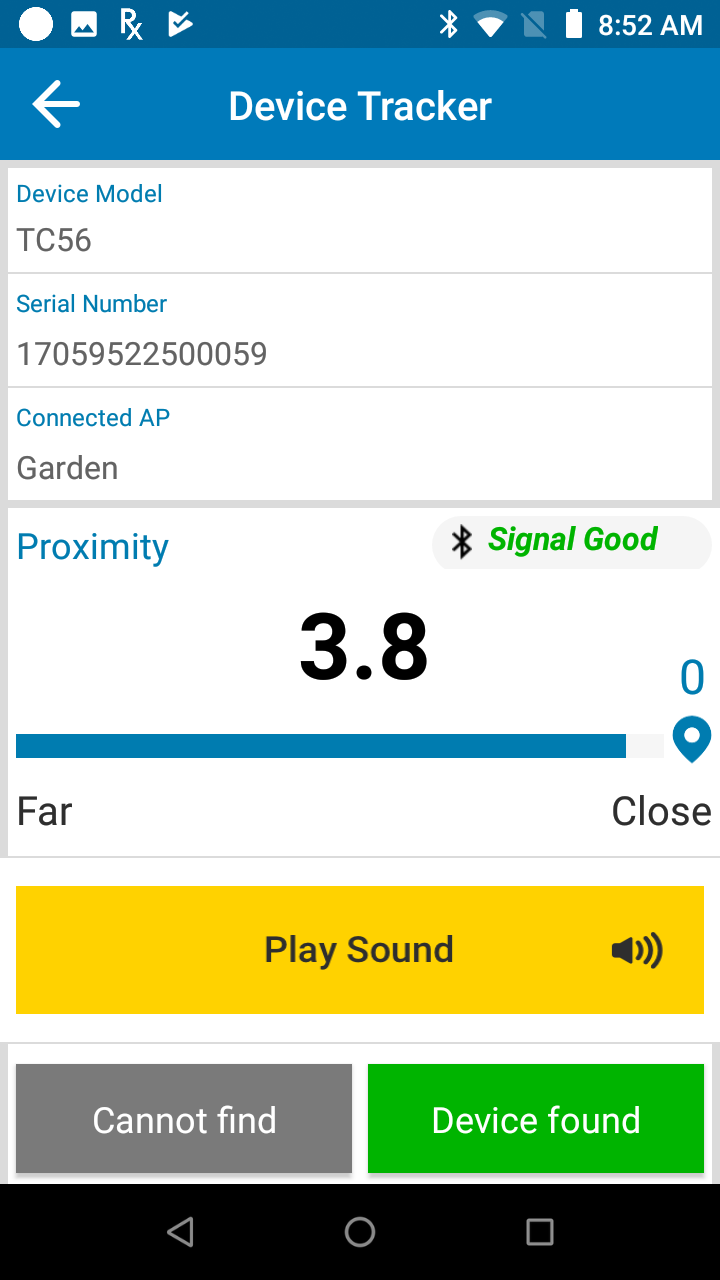 8:52 AM
Device Tracker
Device Model
TC56
Serial Number
17059522500059
Connected AP
Garden
Proximity
Signal Good
3.8
0
Far
Close
Play Sound
Cannot find
Device found